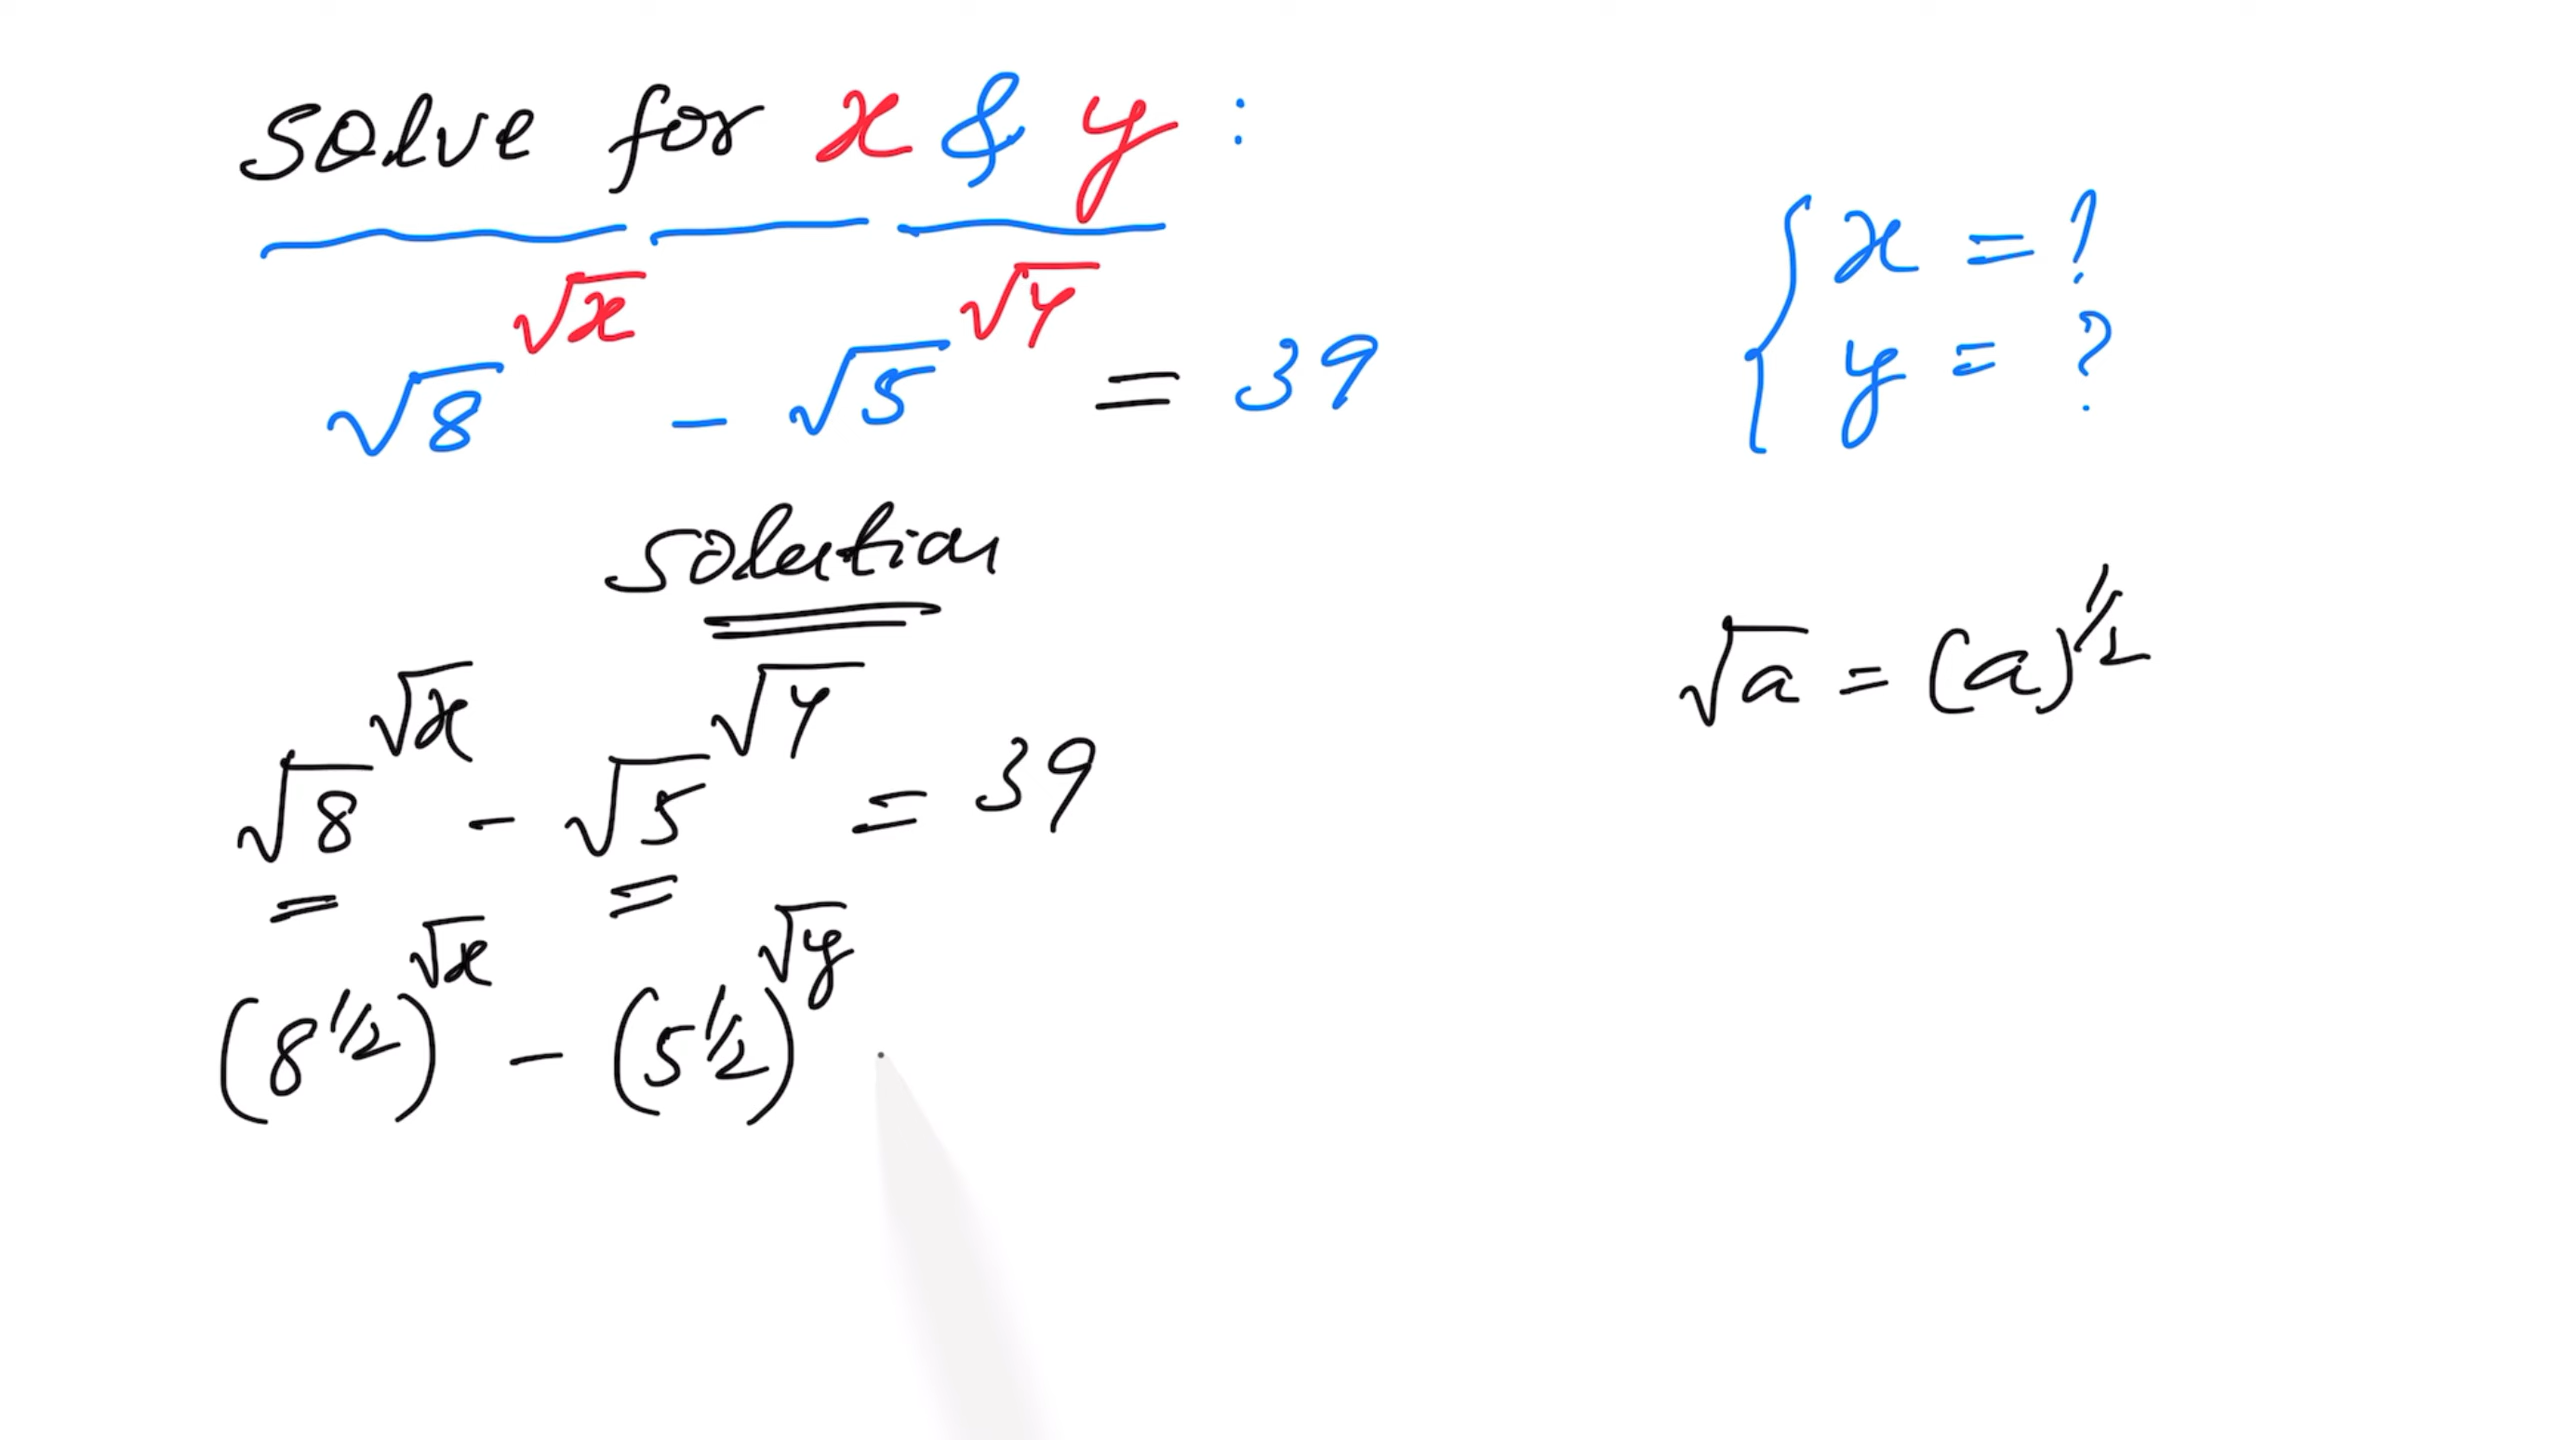 solve for x & y :
√8^√x − √5^√y = 39
{ x = ?
y = ?
solution
√a = (a)^1/2
√8^√x − √5^√y = 39
(8^1/2)^√x − (5^1/2)^√y